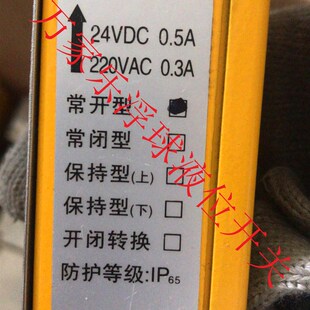 24VDC 0.5A
220VAC 0.3A
常开型
常闭型
保持型(上)
保持型(下)
开闭转换
防护等级:IP65
万家乐浮球液位开关